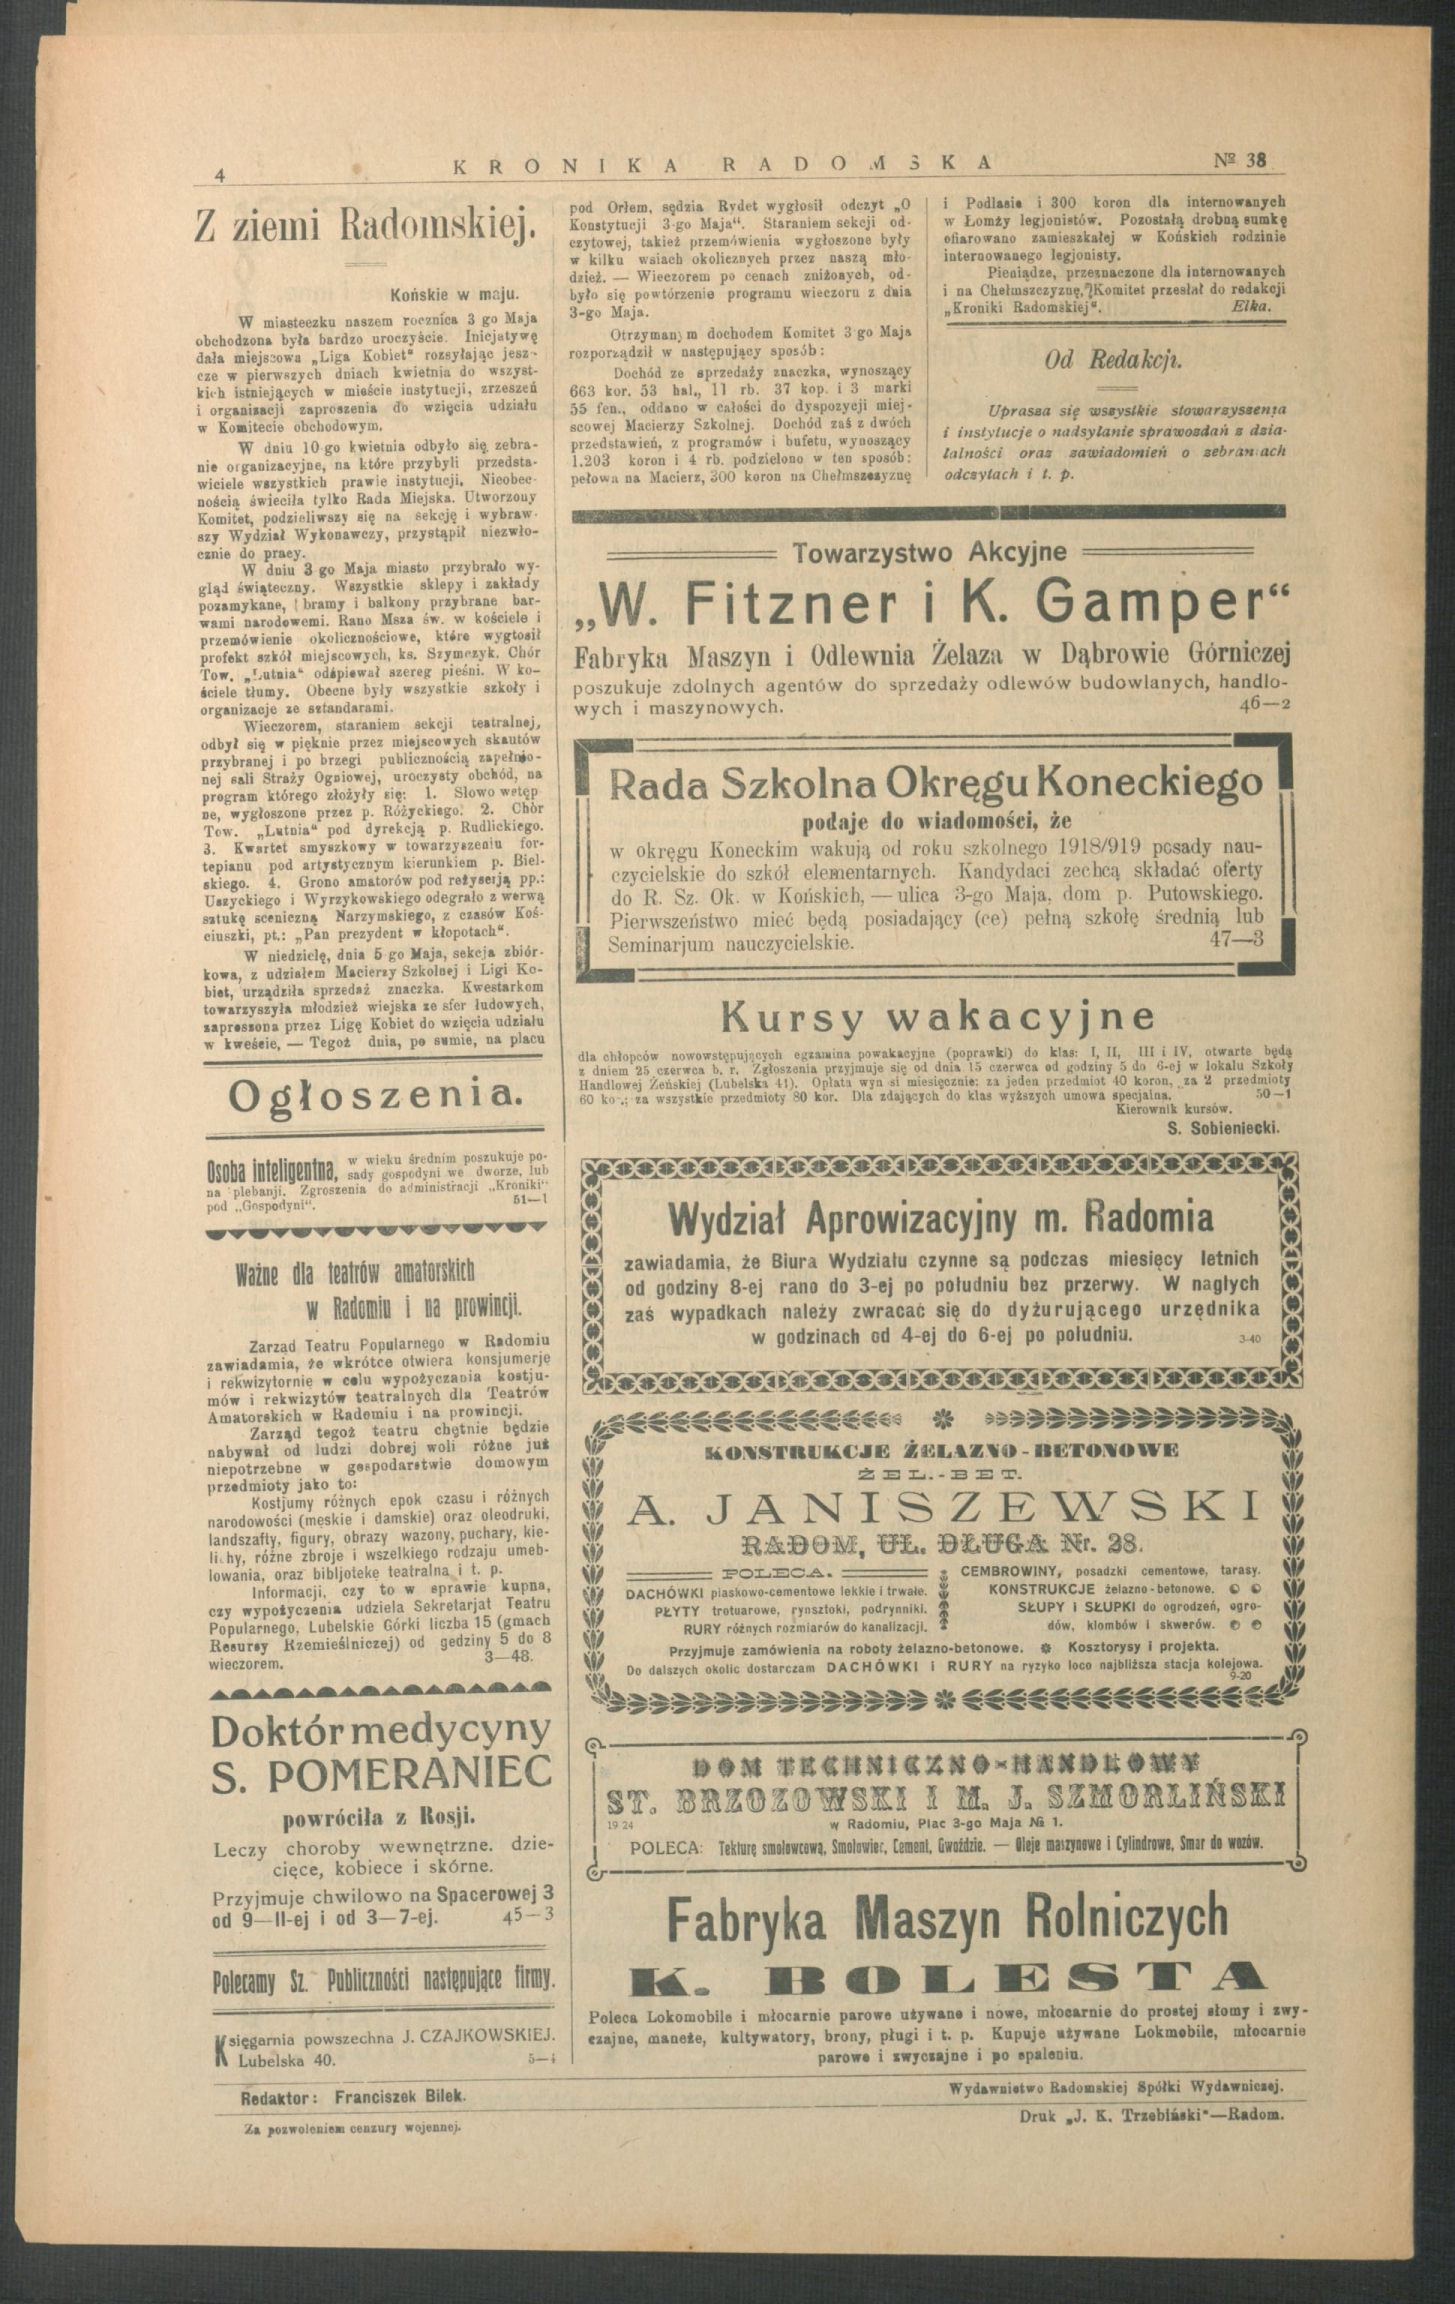 4
KRONIKA RADOMSKA
№ 38
Z ziemi Radomskiej.
Końskie w maju.
W miasteezku naszem rocznica 3 go Maja
obchodzona była bardzo uroczyście. Inicjatywę
dała miejscowa „Liga Kobiet" rozsyłając jesz-
cze w pierwszych dniach kwietnia do wszyst-
kich istniejących w mieście instytucji, zrzeszeń
i organizacji zaproszenia do wzięcia udziału
w Komitecie obchodowym.
W dniu 10-go kwietnia odbyło się zebra-
nie organizacyjne, na które przybyli przedsta-
wiciele wszystkich prawie instytucji. Nieobec-
nością świeciła tylko Rada Miejska. Utworzony
Komitet, podzieliwszy się na sekcję i wybraw-
szy Wydział Wykonawczy, przystąpił niezwło-
cznie do pracy.
W dniu 3 go Maja miasto przybrało wy-
gląd świąteczny. Wszystkie sklepy i zakłady
pozamykane, bramy i balkony przybrane bar-
wami narodowemi. Rano Msza św. w kościele i
przemówienie okolicznościowe, które wygłosił
profekt szkół miejscowych, ks. Szymczyk. Chór
Tow. „Lutnia" odśpiewał szereg pieśni. W ko-
ściele tłumy. Obecne były wszystkie szkoły i
organizacje ze sztandarami.
Wieczorem, staraniem sekcji teatralnej,
odbył się w pięknie przez miejscowych skautów
przybranej i po brzegi publicznością zapełnio-
nej sali Straży Ogniowej, uroczysty obchód, na
program którego złożyły się: 1. Słowo wstęp
ne, wygłoszone przez p. Różyckiego. 2. Chór
Tow. „Lutnia" pod dyrekcją p. Rudlickiego.
3. Kwartet smyszkowy w towarzyszeniu for-
tepianu pod artystycznym kierunkiem p. Biel-
skiego. 4. Grono amatorów pod reżyserją pp.:
Uszyckiego i Wyrzykowskiego odegrało z werwą
sztukę sceniczną Narzymskiego, z czasów Koś-
ciuszki, pt.: „Pan prezydent w kłopotach".
W niedzielę, dnia 5-go Maja, sekcja zbiór-
kowa, z udziałem Macierzy Szkolnej i Ligi Ko-
biet, urządziła sprzedaż znaczka. Kwestarkom
towarzyszyła młodzież wiejska ze sfer ludowych,
zaproszona przez Ligę Kobiet do wzięcia udziału
w kweście, — Tegoż dnia, po sumie, na placu
pod Orłem, sędzia Rydet wygłosił odczyt „O
Konstytucji 3-go Maja". Staraniem sekcji od-
czytowej, takież przemówienia wygłoszone były
w kilku wsiach okolicznych przez naszą mło-
dzież. — Wieczorem po cenach zniżonych, od-
było się powtórzenie programu wieczoru z dnia
3-go Maja.
Otrzymanym dochodem Komitet 3-go Maja
rozporządził w następujący sposób:
Dochód ze sprzedaży znaczka, wynoszący
663 kor. 53 hal., 11 rb. 37 kop. i 3 marki
55 fen., oddano w całości do dyspozycji miej-
scowej Macierzy Szkolnej. Dochód zaś z dwóch
przedstawień, z programów i bufetu, wynoszący
1.203 koron i 4 rb. podzielono w ten sposób:
pełowa na Macierz, 300 koron na Chełmszczyznę
i Podlasie i 300 koron dla internowanych
w Łomży legjonistów. Pozostałą drobną sumkę
ofiarowano zamieszkałej w Końskich rodzinie
internowanego legjonisty.
Pieniądze, przeznaczone dla internowanych
i na Chełmszczyznę, Komitet przesłał do redakcji
„Kroniki Radomskiej". Elka.
Od Redakcji.
Uprasza się wszystkie stowarzyszenia
i instytucje o nadsyłanie sprawozdań z dzia-
łalności oraz zawiadomień o zebraniach
odczytach i t. p.
Towarzystwo Akcyjne
„W. Fitzner i K. Gamper"
Fabryka Maszyn i Odlewnia Żelaza w Dąbrowie Górniczej
poszukuje zdolnych agentów do sprzedaży odlewów budowlanych, handlo-
wych i maszynowych. 46—2
Rada Szkolna Okręgu Koneckiego
podaje do wiadomości, że
w okręgu Koneckim wakują od roku szkolnego 1918/919 posady nau-
czycielskie do szkół elementarnych. Kandydaci zechcą składać oferty
do R. Sz. Ok. w Końskich, — ulica 3-go Maja, dom p. Putowskiego.
Pierwszeństwo mieć będą posiadający (ce) pełną szkołę średnią lub
Seminarjum nauczycielskie. 47—3
Kursy wakacyjne
dla chłopców nowowstępujących egzamina powakacyjne (poprawki) do klas: I, II, III i IV, otwarte będą
z dniem 25 czerwca b. r. Zgłoszenia przyjmuje się od dnia 15 czerwca od godziny 5 do 6-ej w lokalu Szkoły
Handlowej Żeńskiej (Lubelska 41). Opłata wyn si miesięcznie: za jeden przedmiot 40 koron, za 2 przedmioty
60 ko .; za wszystkie przedmioty 80 kor. Dla zdających do klas wyższych umowa specjalna. 50—1
Kierownik kursów.
S. Sobieniecki.
Ogłoszenia.
Osoba inteligentna, w wieku średnim poszukuje po-
sady gospodyni we dworze, lub
na plebanji. Zgroszenia do administracji „Kroniki"
pod „Gospodyni". 51—1
Ważne dla teatrów amatorskich
w Radomiu i na prowincji.
Zarząd Teatru Popularnego w Radomiu
zawiadamia, że wkrótce otwiera konsjumerję
i rekwizytornię w celu wypożyczania kostju-
mów i rekwizytów teatralnych dla Teatrów
Amatorskich w Radomiu i na prowincji.
Zarząd tegoż teatru chętnie będzie
nabywał od ludzi dobrej woli różne już
niepotrzebne w gospodarstwie domowym
przedmioty jako to:
Kostjumy różnych epok czasu i różnych
narodowości (męskie i damskie) oraz oleodruki,
landszafty, figury, obrazy wazony, puchary, kie-
lichy, różne zbroje i wszelkiego rodzaju umeb-
lowania, oraz bibljotekę teatralną i t. p.
Informacji, czy to w sprawie kupna,
czy wypożyczenia udziela Sekretarjat Teatru
Popularnego, Lubelskie Górki liczba 15 (gmach
Resursy Rzemieślniczej) od gedziny 5 do 8
wieczorem. 3—48.
Doktór medycyny
S. POMERANIEC
powróciła z Rosji.
Leczy choroby wewnętrzne. dzie-
cięce, kobiece i skórne.
Przyjmuje chwilowo na Spacerowej 3
od 9—II-ej i od 3—7-ej. 45—3
Polecamy Sz. Publiczności następujące firmy.
Księgarnia powszechna J. CZAJKOWSKIEJ.
Lubelska 40. 5—4
Wydział Aprowizacyjny m. Radomia
zawiadamia, że Biura Wydziału czynne są podczas miesięcy letnich
od godziny 8-ej rano do 3-ej po południu bez przerwy. W nagłych
zaś wypadkach należy zwracać się do dyżurującego urzędnika
w godzinach od 4-ej do 6-ej po południu. 3-40
KONSTRUKCJE ŻELAZNO-BETONOWE
ŻEL.-BET.
A. JANISZEWSKI
RADOM, UL. DŁUGA Nr. 28.
POLECA.
DACHÓWKI piaskowo-cementowe lekkie i trwałe.
PŁYTY trotuarowe, rynsztoki, podrynniki.
RURY różnych rozmiarów do kanalizacji.
CEMBROWINY, posadzki cementowe, tarasy.
KONSTRUKCJE żelazno-betonowe.
SŁUPY i SŁUPKI do ogrodzeń, ogro-
dów, klombów i skwerów.
Przyjmuje zamówienia na roboty żelazno-betonowe. Kosztorysy i projekta.
Do dalszych okolic dostarczam DACHÓWKI i RURY na ryzyko loco najbliższa stacja kolejowa.
9-20
DOM TECHNICZNO-HANDLOWY
ST. BRZOZOWSKI I M. J. SZMORLIŃSKI
19 24 w Radomiu, Plac 3-go Maja № 1.
POLECA: Tekturę smołowcową, Smołowiec, Cement, Gwoździe. — Oleje maszynowe i Cylindrowe, Smar do wozów.
Fabryka Maszyn Rolniczych
K. BOLESTA
Poleca Lokomobile i młocarnie parowe używane i nowe, młocarnie do prostej słomy i zwy-
czajne, maneże, kultywatory, brony, pługi i t. p. Kupuje używane Lokmobile, młocarnie
parowe i zwyczajne i po spaleniu.
Redaktor: Franciszek Bilek.
Wydawnictwo Radomskiej Spółki Wydawniczej.
Za pozwoleniem cenzury wojennej.
Druk „J. K. Trzebiński"—Radom.